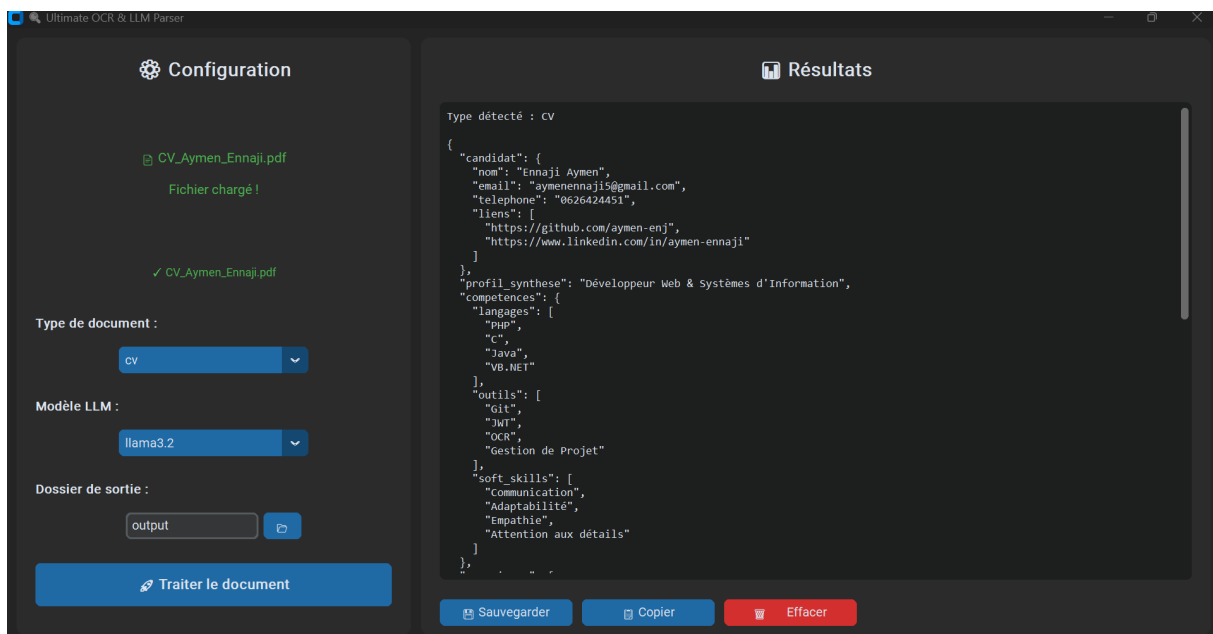 Ultimate OCR & LLM Parser
Configuration
CV_Aymen_Ennaji.pdf
Fichier chargé !
✓ CV_Aymen_Ennaji.pdf
Type de document :
cv
Modèle LLM :
llama3.2
Dossier de sortie :
output
Traiter le document
Résultats
Type détecté : CV
{
  "candidat": {
    "nom": "Ennaji Aymen",
    "email": "aymenennaji5@gmail.com",
    "telephone": "0626424451",
    "liens": [
      "https://github.com/aymen-enj",
      "https://www.linkedin.com/in/aymen-ennaji"
    ]
  },
  "profil_synthese": "Développeur Web & Systèmes d'Information",
  "competences": {
    "langages": [
      "PHP",
      "C",
      "Java",
      "VB.NET"
    ],
    "outils": [
      "Git",
      "JWT",
      "OCR",
      "Gestion de Projet"
    ],
    "soft_skills": [
      "Communication",
      "Adaptabilité",
      "Empathie",
      "Attention aux détails"
    ]
  },
Sauvegarder
Copier
Effacer